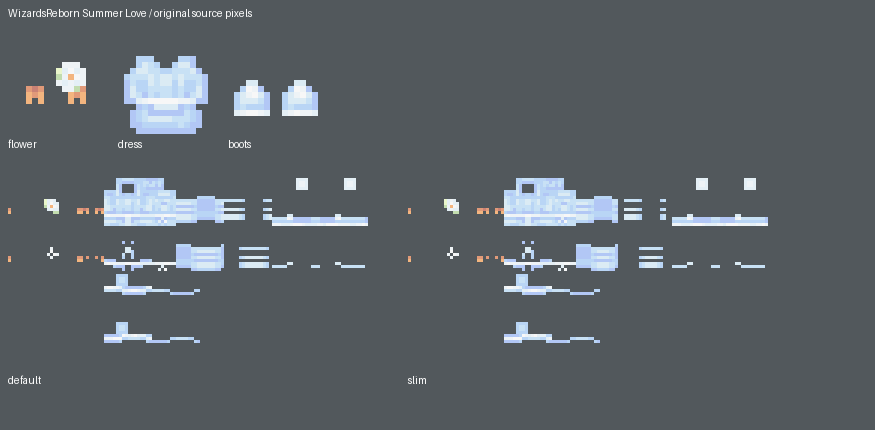 WizardsReborn Summer Love / original source pixels
flower dress boots
default slim